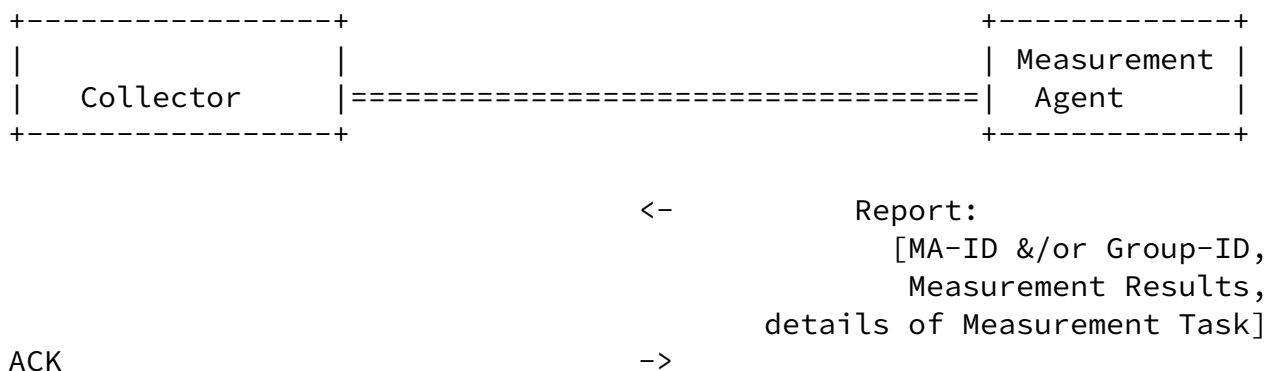 +-----------------+                                   +-------------+
|                 |                                   | Measurement |
|   Collector     |===================================|  Agent      |
+-----------------+                                   +-------------+

                                   <-          Report:
                                                 [MA-ID &/or Group-ID,
                                                  Measurement Results,
                                          details of Measurement Task]
ACK                                ->